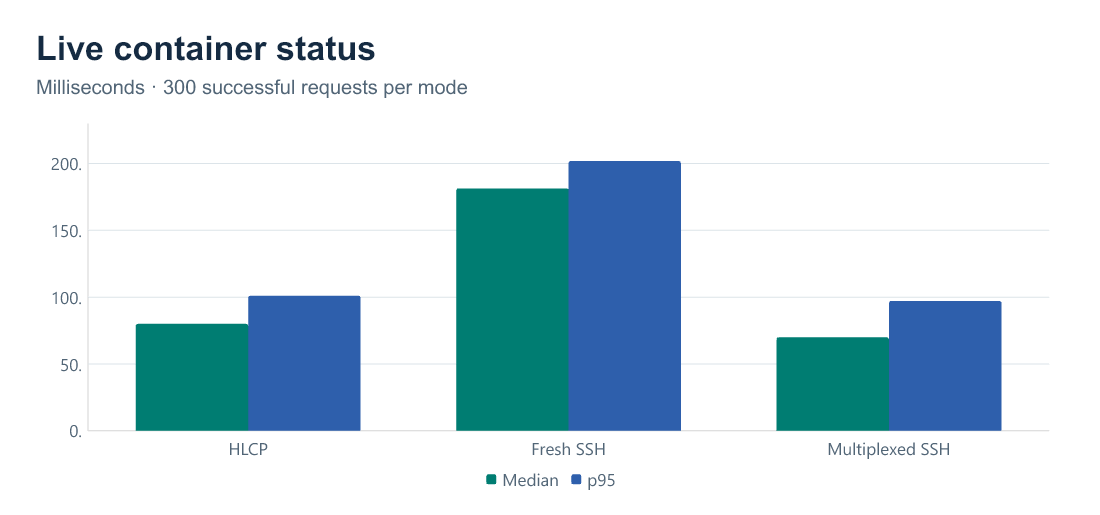 Live container status
Milliseconds · 300 successful requests per mode
200.
150.
100.
50.
0.
HLCP Fresh SSH Multiplexed SSH
Median p95